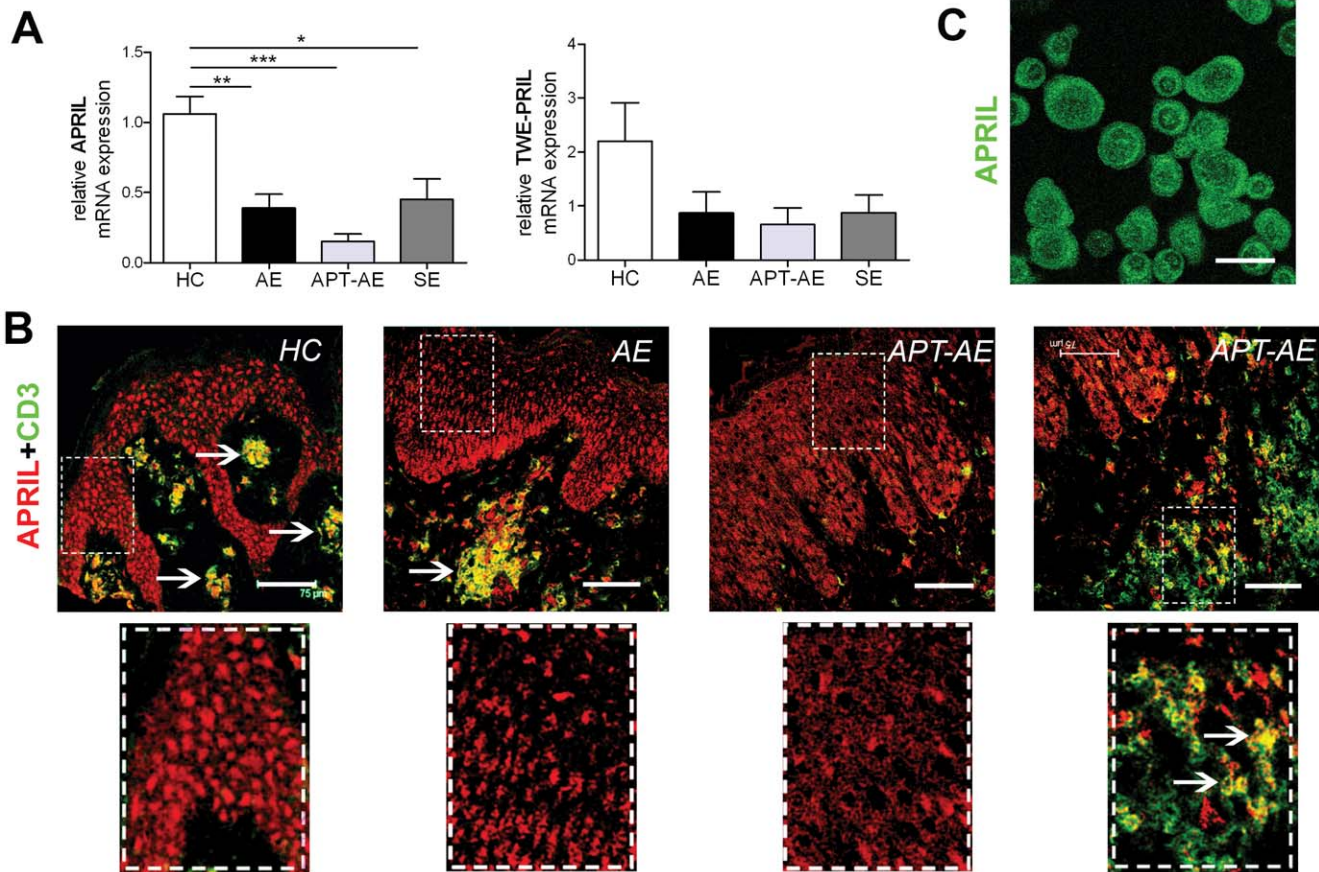 A
relative APRIL
mRNA expression
1.5
1.0
0.5
0.0
*
***
**
HC
AE
APT-AE
SE
relative TWE-PRIL
mRNA expression
4
3
2
1
0
HC
AE
APT-AE
SE
C
APRIL
B
APRIL+CD3
HC
75 µm
AE
APT-AE
APT-AE
75 µm